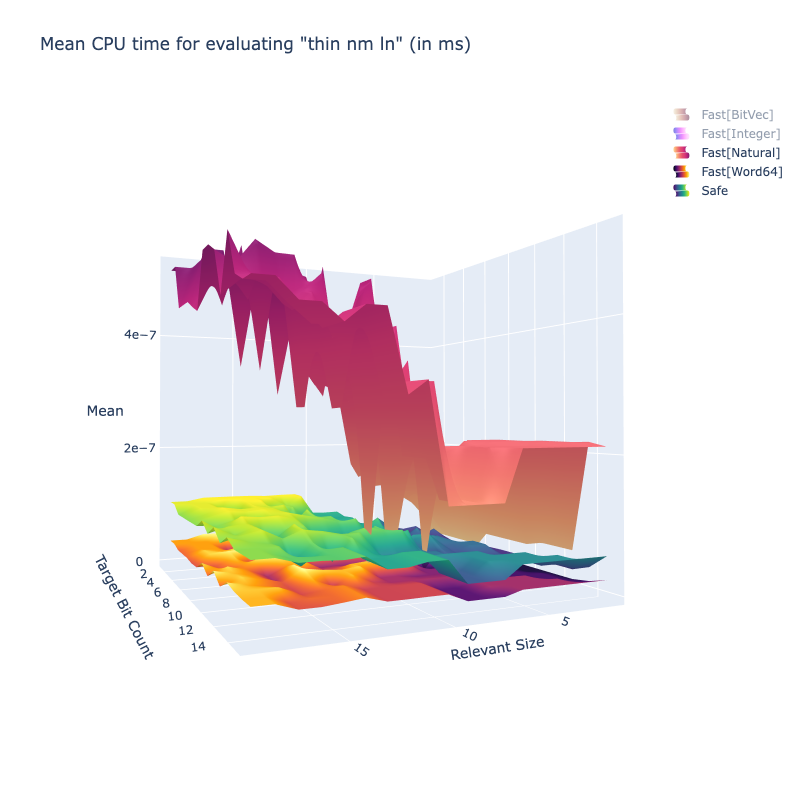 Mean CPU time for evaluating "thin nm ln" (in ms)
Fast[BitVec]
Fast[Integer]
Fast[Natural]
Fast[Word64]
Safe
4e−7
Mean
2e−7
0
2
4
6
8
10
12
14
Target Bit Count
5
10
15
Relevant Size